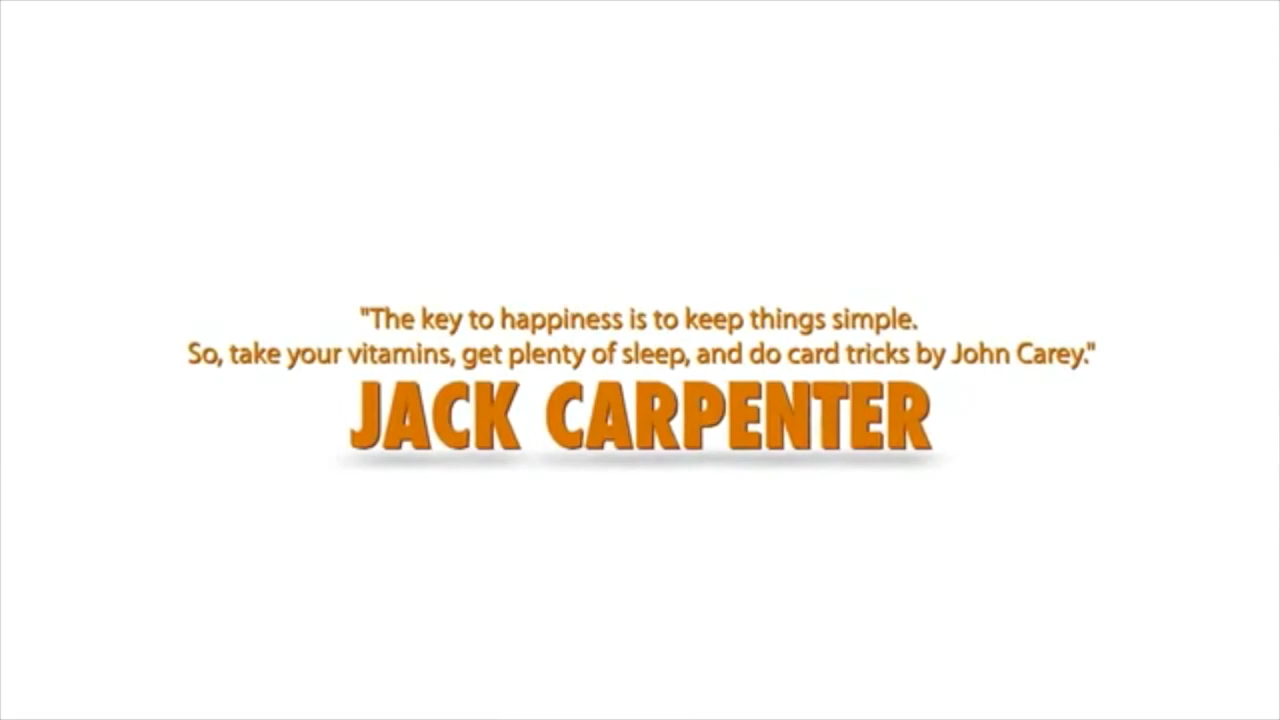 "The key to happiness is to keep things simple.
So, take your vitamins, get plenty of sleep, and do card tricks by John Carey."
JACK CARPENTER